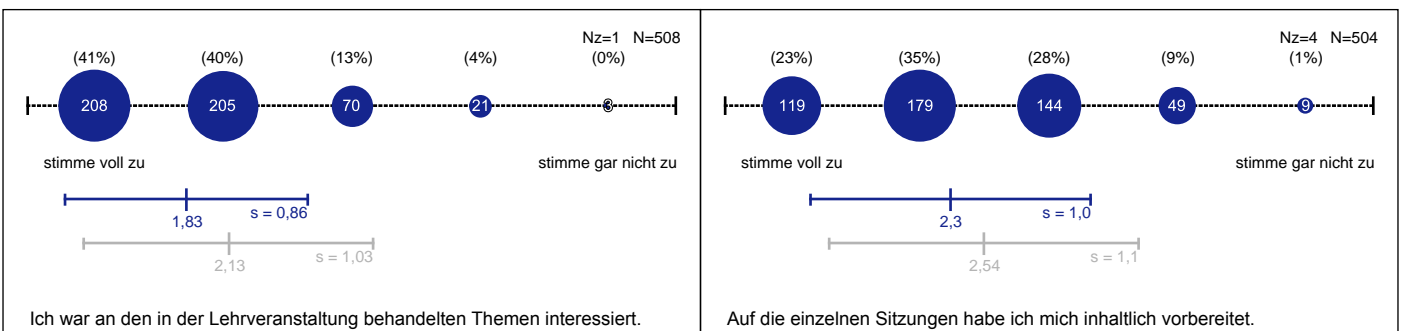 Nz=1 N=508
(41%) (40%) (13%) (4%) (0%)
208 205 70 21 3
stimme voll zu stimme gar nicht zu
1,83 s = 0,86
2,13 s = 1,03
Ich war an den in der Lehrveranstaltung behandelten Themen interessiert.
Nz=4 N=504
(23%) (35%) (28%) (9%) (1%)
119 179 144 49 9
stimme voll zu stimme gar nicht zu
2,3 s = 1,0
2,54 s = 1,1
Auf die einzelnen Sitzungen habe ich mich inhaltlich vorbereitet.